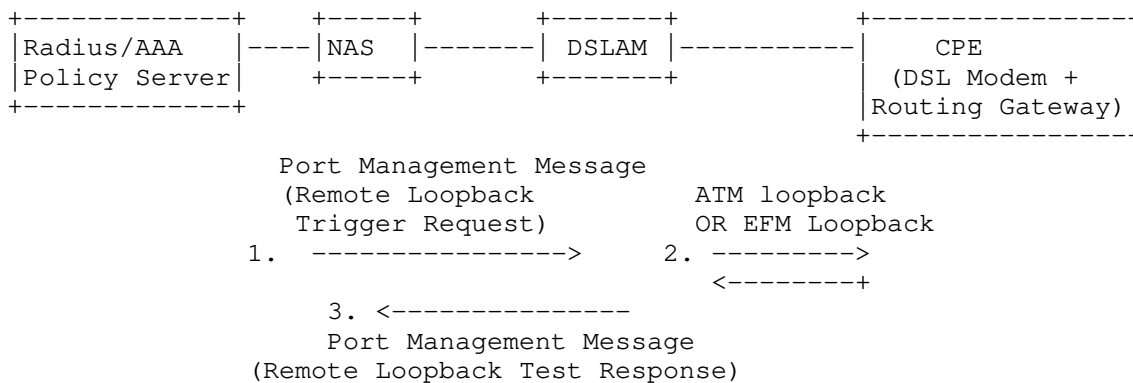 +-------------+    +-----+       +-------+           +-----------------
|Radius/AAA   |----|NAS  |-------| DSLAM |-----------|    CPE
|Policy Server|    +-----+       +-------+           | (DSL Modem +
+-------------+                                      |Routing Gateway)
                                                     +-----------------
Port Management Message
(Remote Loopback          ATM loopback
Trigger Request)          OR EFM Loopback
1.  ---------------->     2. --------->
<--------+
3. <---------------
Port Management Message
(Remote Loopback Test Response)